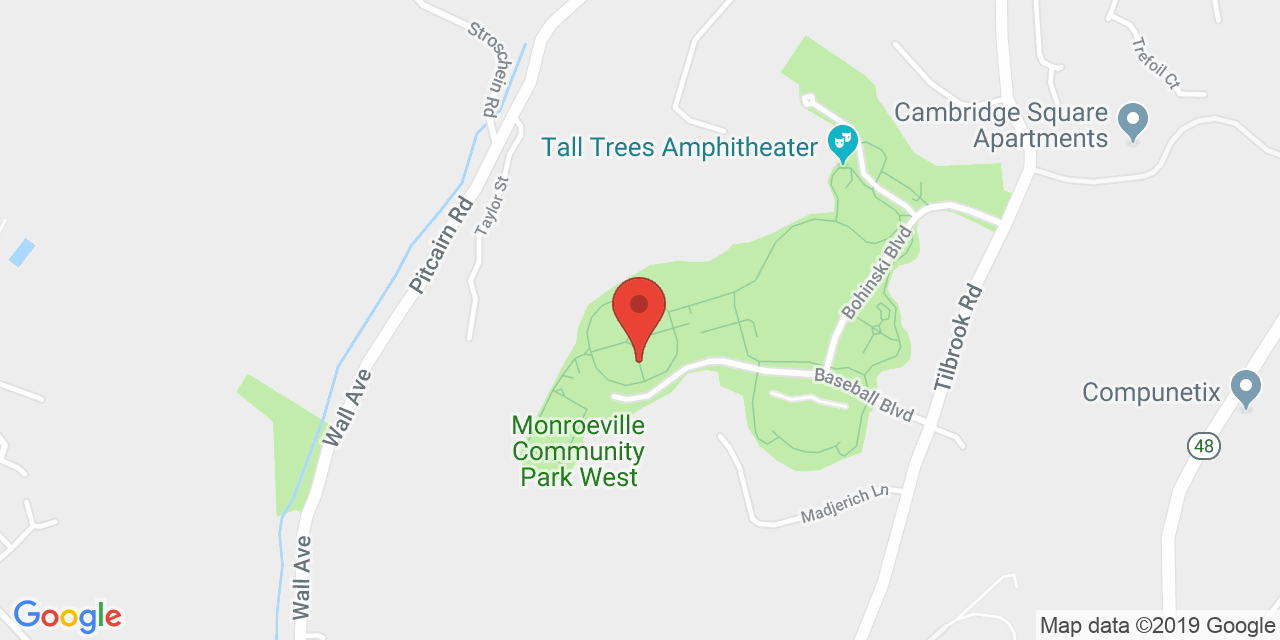 Stroschein Rd
Trefoil Ct
Cambridge Square
Apartments
Tall Trees Amphitheater
Taylor St
Pitcairn Rd
Bohinski Blvd
Tilbrook Rd
Wall Ave
Baseball Blvd
Compunetix
Monroeville
Community
Park West
48
Madjerich Ln
Wall Ave
Google
Map data ©2019 Google